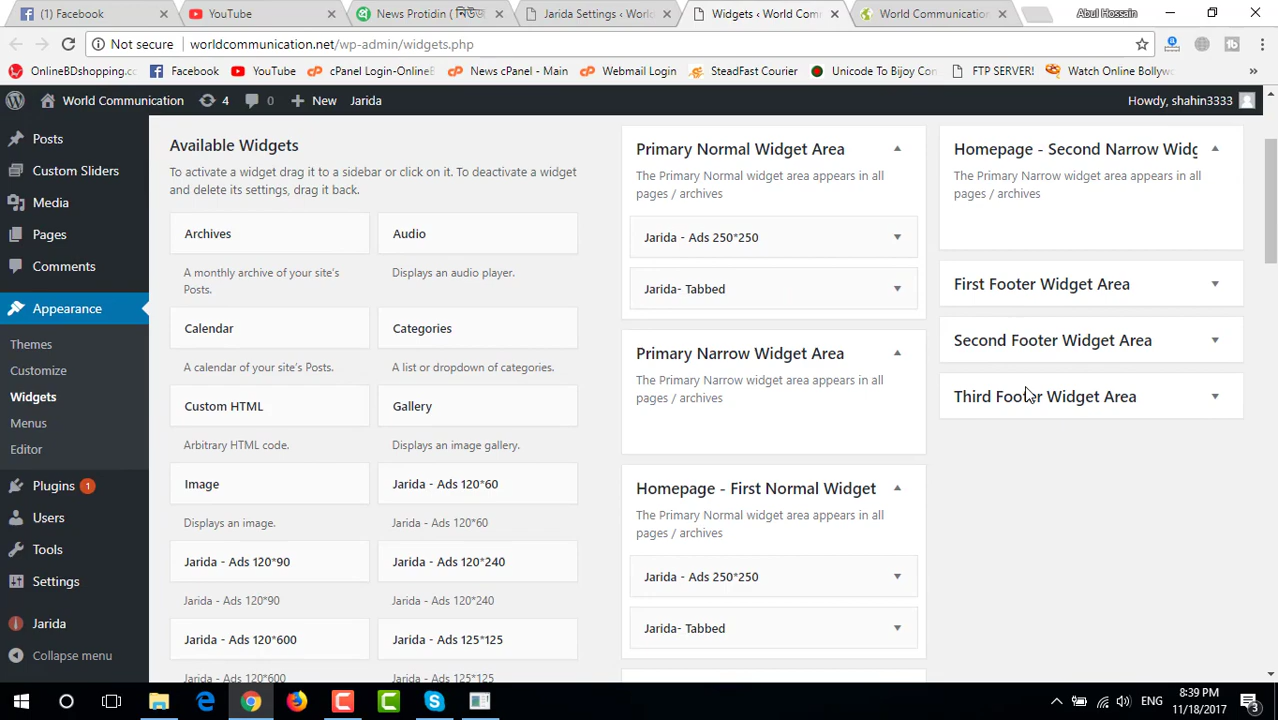 (1) Facebook
YouTube
News Protidin ( নিউজ
Jarida Settings ‹ Worl
Widgets ‹ World Com
World Communication
Abul Hossain
Not secure
worldcommunication.net/wp-admin/widgets.php
OnlineBDshopping.cc
Facebook
YouTube
cPanel Login-OnlineE
News cPanel - Main
Webmail Login
SteadFast Courier
Unicode To Bijoy Con
FTP SERVER!
Watch Online Bollyw
World Communication
4
0
New
Jarida
Howdy, shahin3333
Posts
Custom Sliders
Media
Pages
Comments
Appearance
Themes
Customize
Widgets
Menus
Editor
Plugins 1
Users
Tools
Settings
Jarida
Collapse menu
Available Widgets
To activate a widget drag it to a sidebar or click on it. To deactivate a widget
and delete its settings, drag it back.
Archives
Audio
A monthly archive of your site's
Posts.
Displays an audio player.
Calendar
Categories
A calendar of your site's Posts.
A list or dropdown of categories.
Custom HTML
Gallery
Arbitrary HTML code.
Displays an image gallery.
Image
Jarida - Ads 120*60
Displays an image.
Jarida - Ads 120*60
Jarida - Ads 120*90
Jarida - Ads 120*240
Jarida - Ads 120*90
Jarida - Ads 120*240
Jarida - Ads 120*600
Jarida - Ads 125*125
Jarida - Ads 120*600
Jarida - Ads 125*125
Primary Normal Widget Area
The Primary Normal widget area appears in all
pages / archives
Jarida - Ads 250*250
Jarida- Tabbed
Primary Narrow Widget Area
The Primary Narrow widget area appears in all
pages / archives
Homepage - First Normal Widget
The Primary Normal widget area appears in all
pages / archives
Jarida - Ads 250*250
Jarida- Tabbed
Homepage - Second Narrow Widg
The Primary Narrow widget area appears in all
pages / archives
First Footer Widget Area
Second Footer Widget Area
Third Footer Widget Area
ENG
8:39 PM
11/18/2017
3